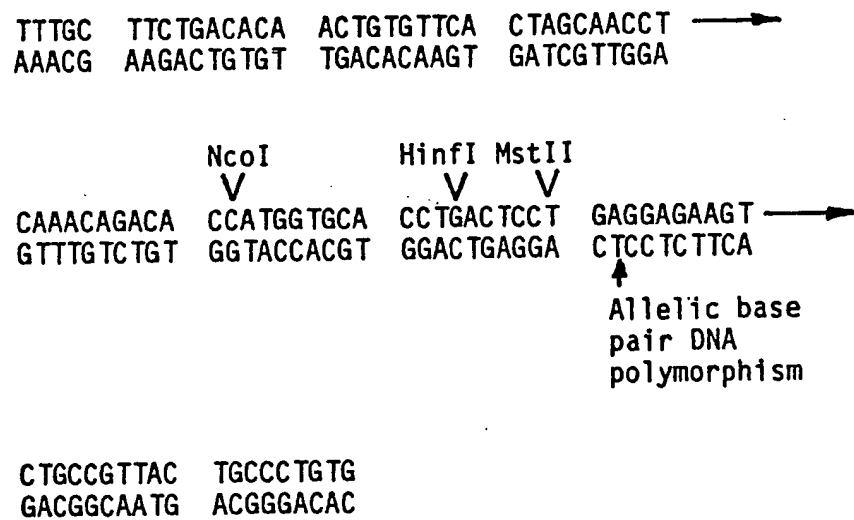 TTTGC TTCTGACACA ACTGTGTTCA CTAGCAACCT
AAACG AAGACTGTGT TGACACAAGT GATCGTTGGA
NcoI HinfI MstII
CAAACAGACA CCATGGTGCA CCTGACTCCT GAGGAGAAGT
GTTTGTCTGT GGTACCACGT GGACTGAGGA CTCCTCTTCA
Allelic base
pair DNA
polymorphism
CTGCCGTTAC TGCCCTGTG
GACGGCAATG ACGGGACAC